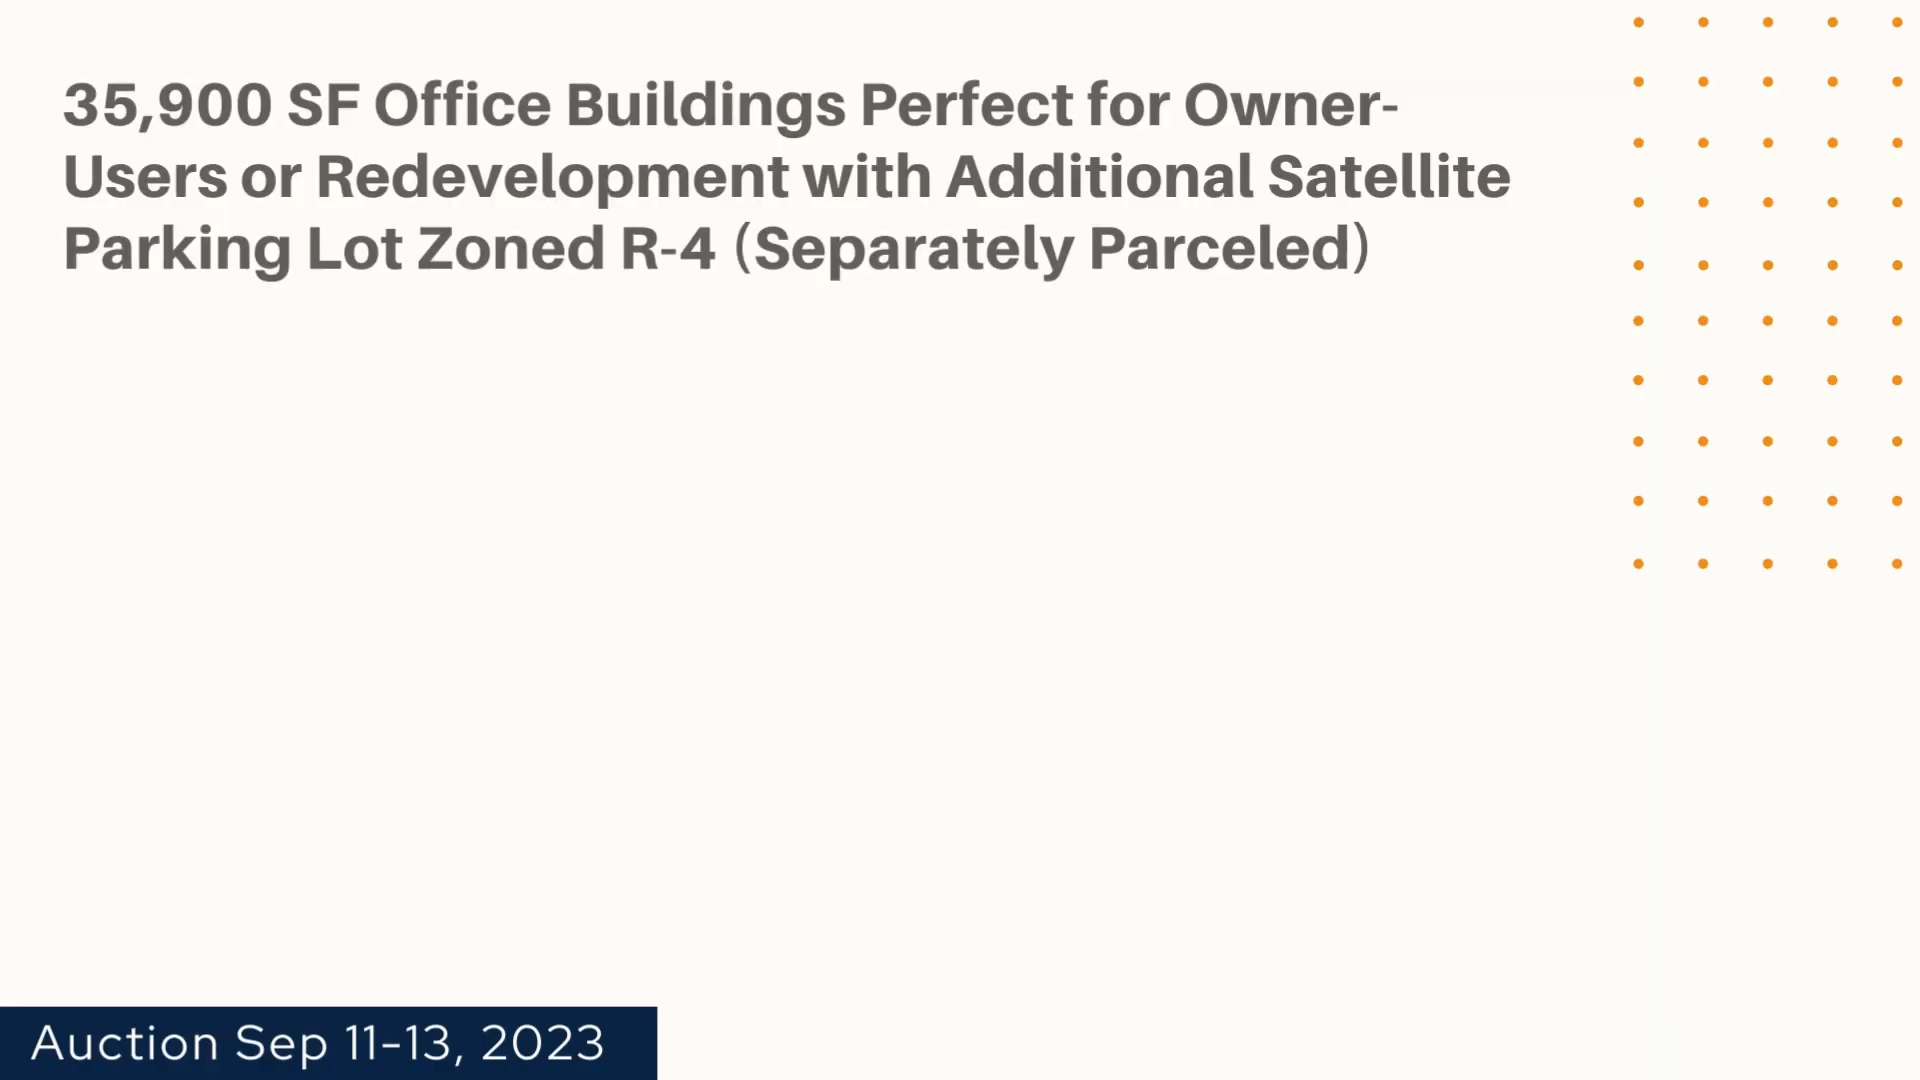 35,900 SF Office Buildings Perfect for Owner-
Users or Redevelopment with Additional Satellite
Parking Lot Zoned R-4 (Separately Parceled)
Auction Sep 11-13, 2023